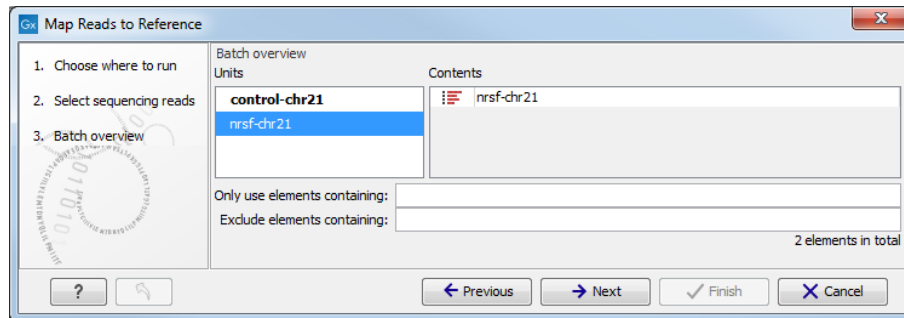 Gx Map Reads to Reference
1. Choose where to run
2. Select sequencing reads
3. Batch overview
Batch overview
Units
control-chr21
nrsf-chr21
Contents
nrsf-chr21
Only use elements containing:
Exclude elements containing:
2 elements in total
?
Previous
Next
Finish
Cancel